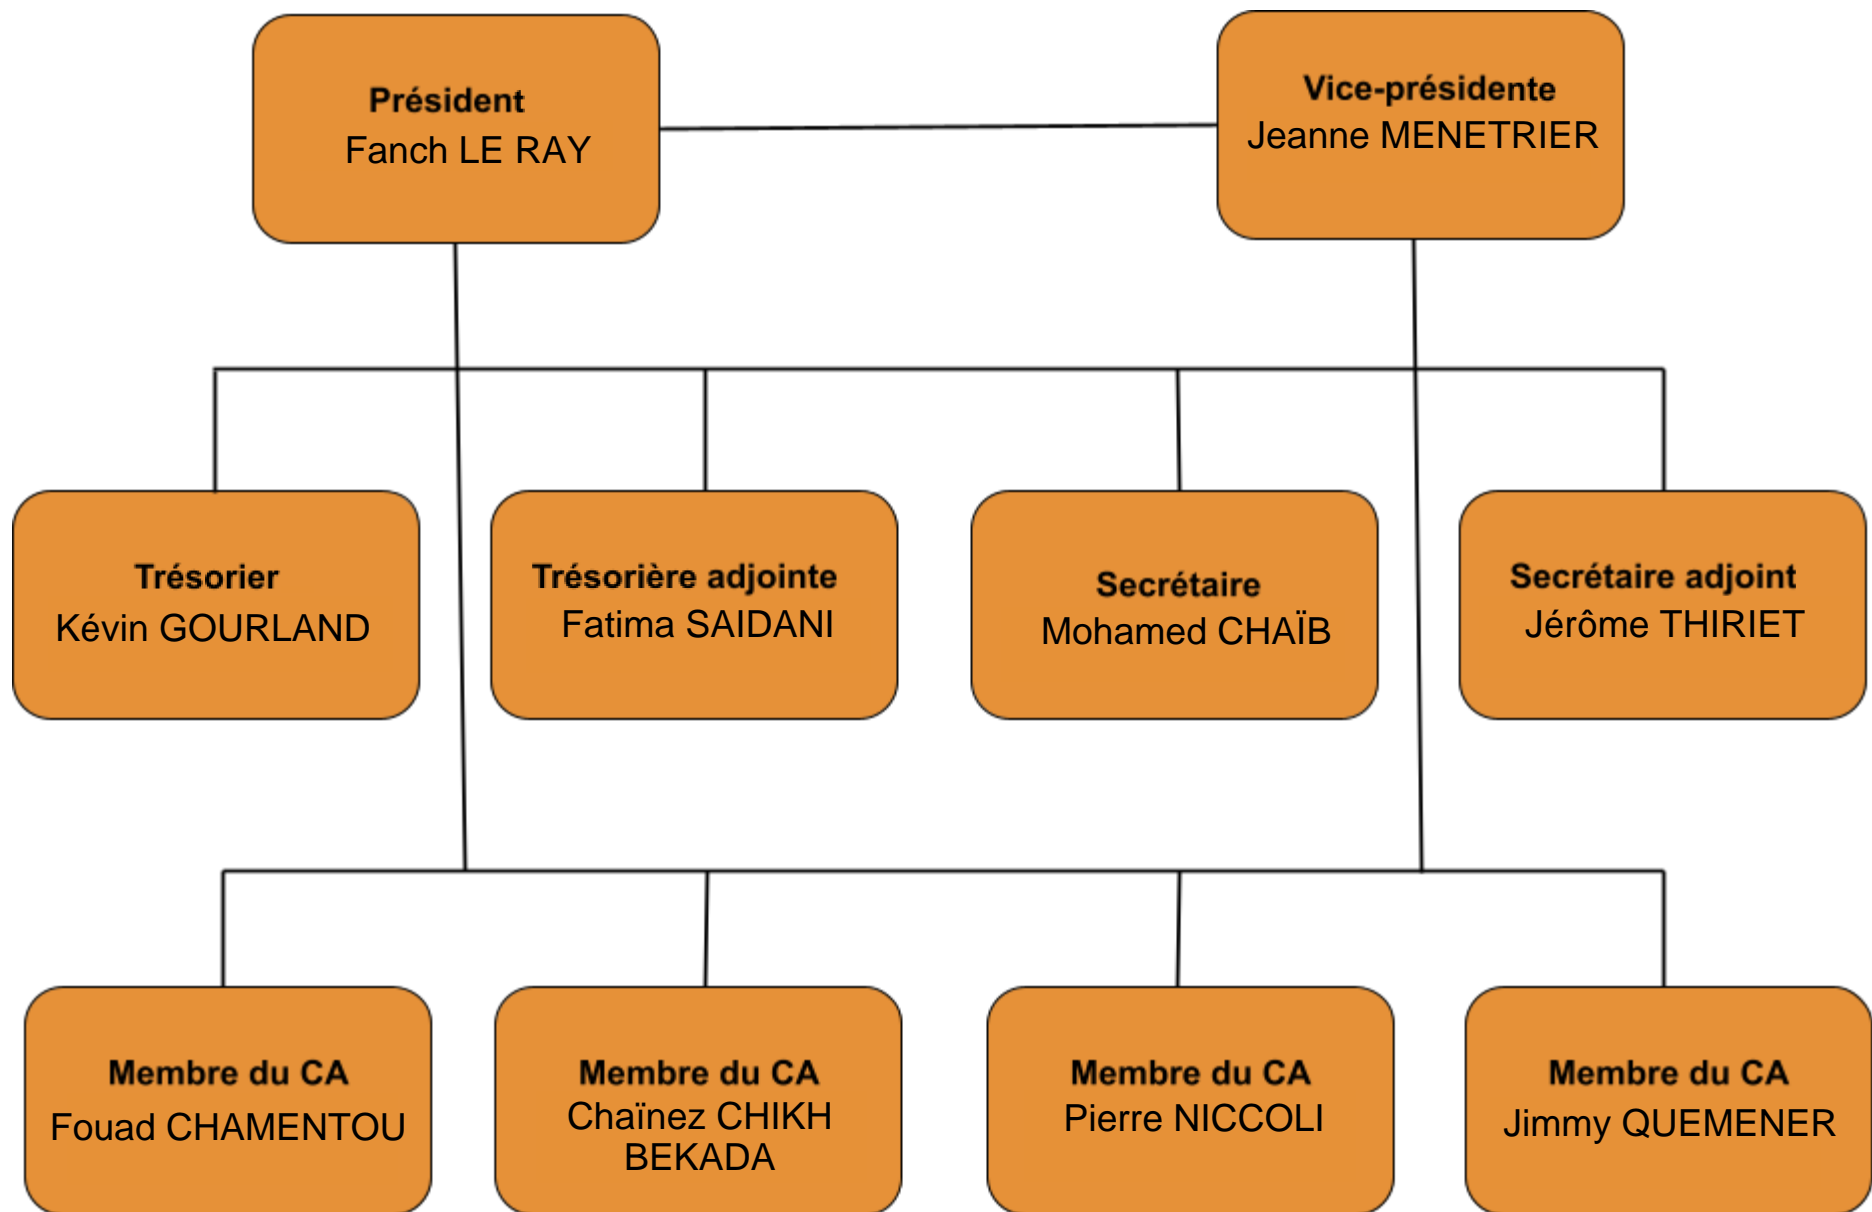 Président
Fanch LE RAY
Vice-présidente
Jeanne MENETRIER
Trésorier
Kévin GOURLAND
Trésorière adjointe
Fatima SAIDANI
Secrétaire
Mohamed CHAÏB
Secrétaire adjoint
Jérôme THIRIET
Membre du CA
Fouad CHAMENTOU
Membre du CA
Chaïnez CHIKH
BEKADA
Membre du CA
Pierre NICCOLI
Membre du CA
Jimmy QUEMENER